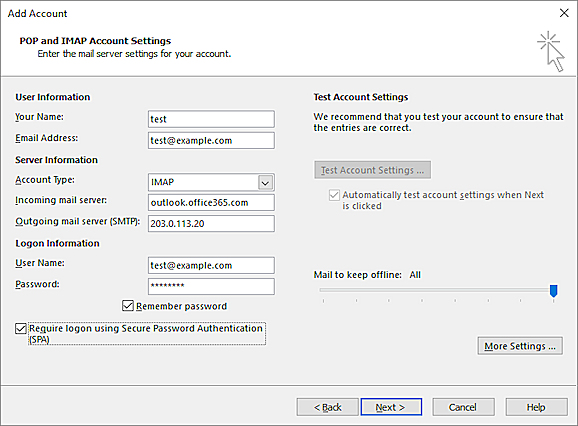 Add Account
POP and IMAP Account Settings
Enter the mail server settings for your account.
User Information
Your Name:
test
Email Address:
test@example.com
Server Information
Account Type:
IMAP
Incoming mail server:
outlook.office365.com
Outgoing mail server (SMTP):
203.0.113.20
Logon Information
User Name:
test@example.com
Password:
********
Remember password
Require logon using Secure Password Authentication
(SPA)
Test Account Settings
We recommend that you test your account to ensure that
the entries are correct.
Test Account Settings ...
Automatically test account settings when Next
is clicked
Mail to keep offline: All
More Settings ...
< Back
Next >
Cancel
Help